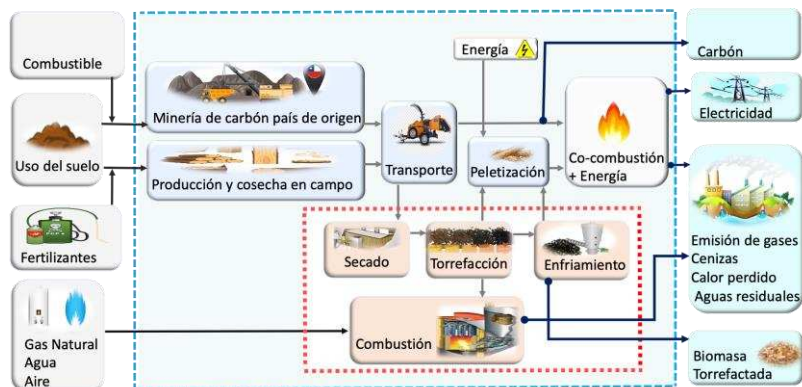 Combustible
Uso del suelo
Fertilizantes
Gas Natural
Agua
Aire
Minería de carbón país de origen
Producción y cosecha en campo
Transporte
Energía
Peletización
Co-combustión
+ Energía
Secado
Torrefacción
Enfriamiento
Combustión
Carbón
Electricidad
Emisión de gases
Cenizas
Calor perdido
Aguas residuales
Biomasa
Torrefactada